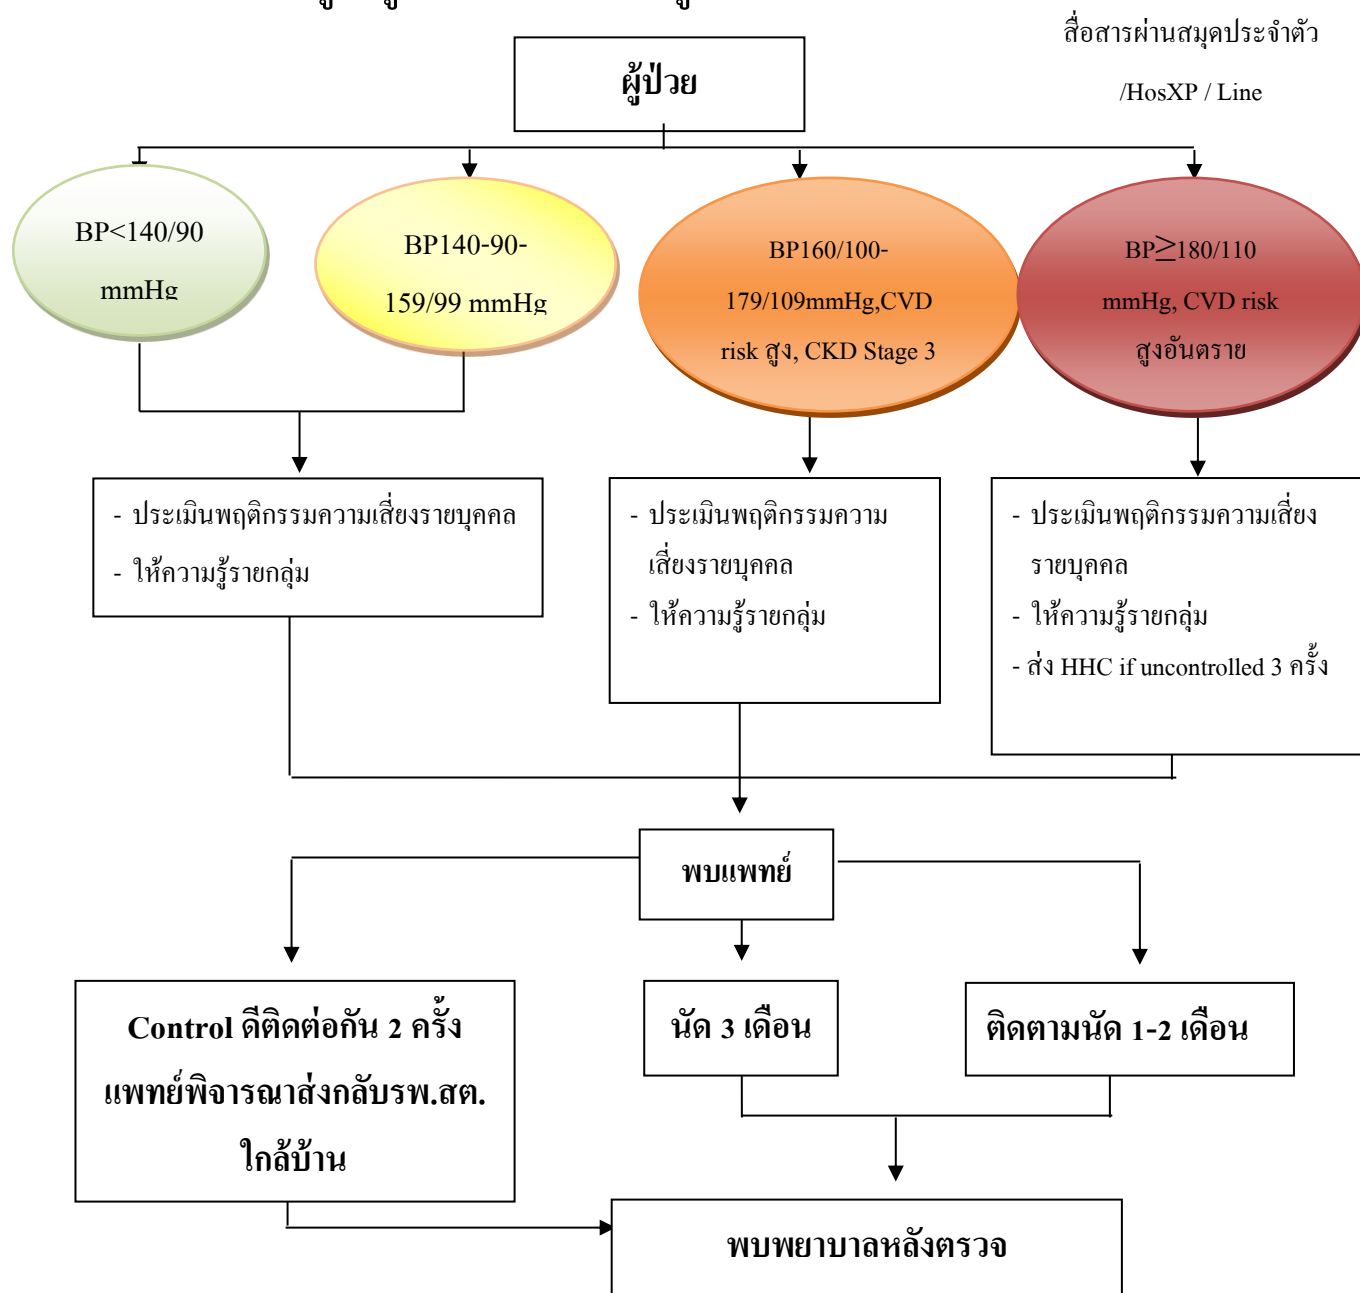 สื่อสารผ่านสมุดประจำตัว
/HosXP / Line
ผู้ป่วย
BP<140/90
mmHg
BP140-90-
159/99 mmHg
BP160/100-
179/109mmHg,CVD
risk สูง, CKD Stage 3
BP≥180/110
mmHg, CVD risk
สูงอันตราย
- ประเมินพฤติกรรมความเสี่ยงรายบุคคล
- ให้ความรู้รายกลุ่ม
- ประเมินพฤติกรรมความ
เสี่ยงรายบุคคล
- ให้ความรู้รายกลุ่ม
- ประเมินพฤติกรรมความเสี่ยง
รายบุคคล
- ให้ความรู้รายกลุ่ม
- ส่ง HHC if uncontrolled 3 ครั้ง
พบแพทย์
Control ดีติดต่อกัน 2 ครั้ง
แพทย์พิจารณาส่งกลับรพ.สต.
ใกล้บ้าน
นัด 3 เดือน
ติดตามนัด 1-2 เดือน
พบพยาบาลหลังตรวจ